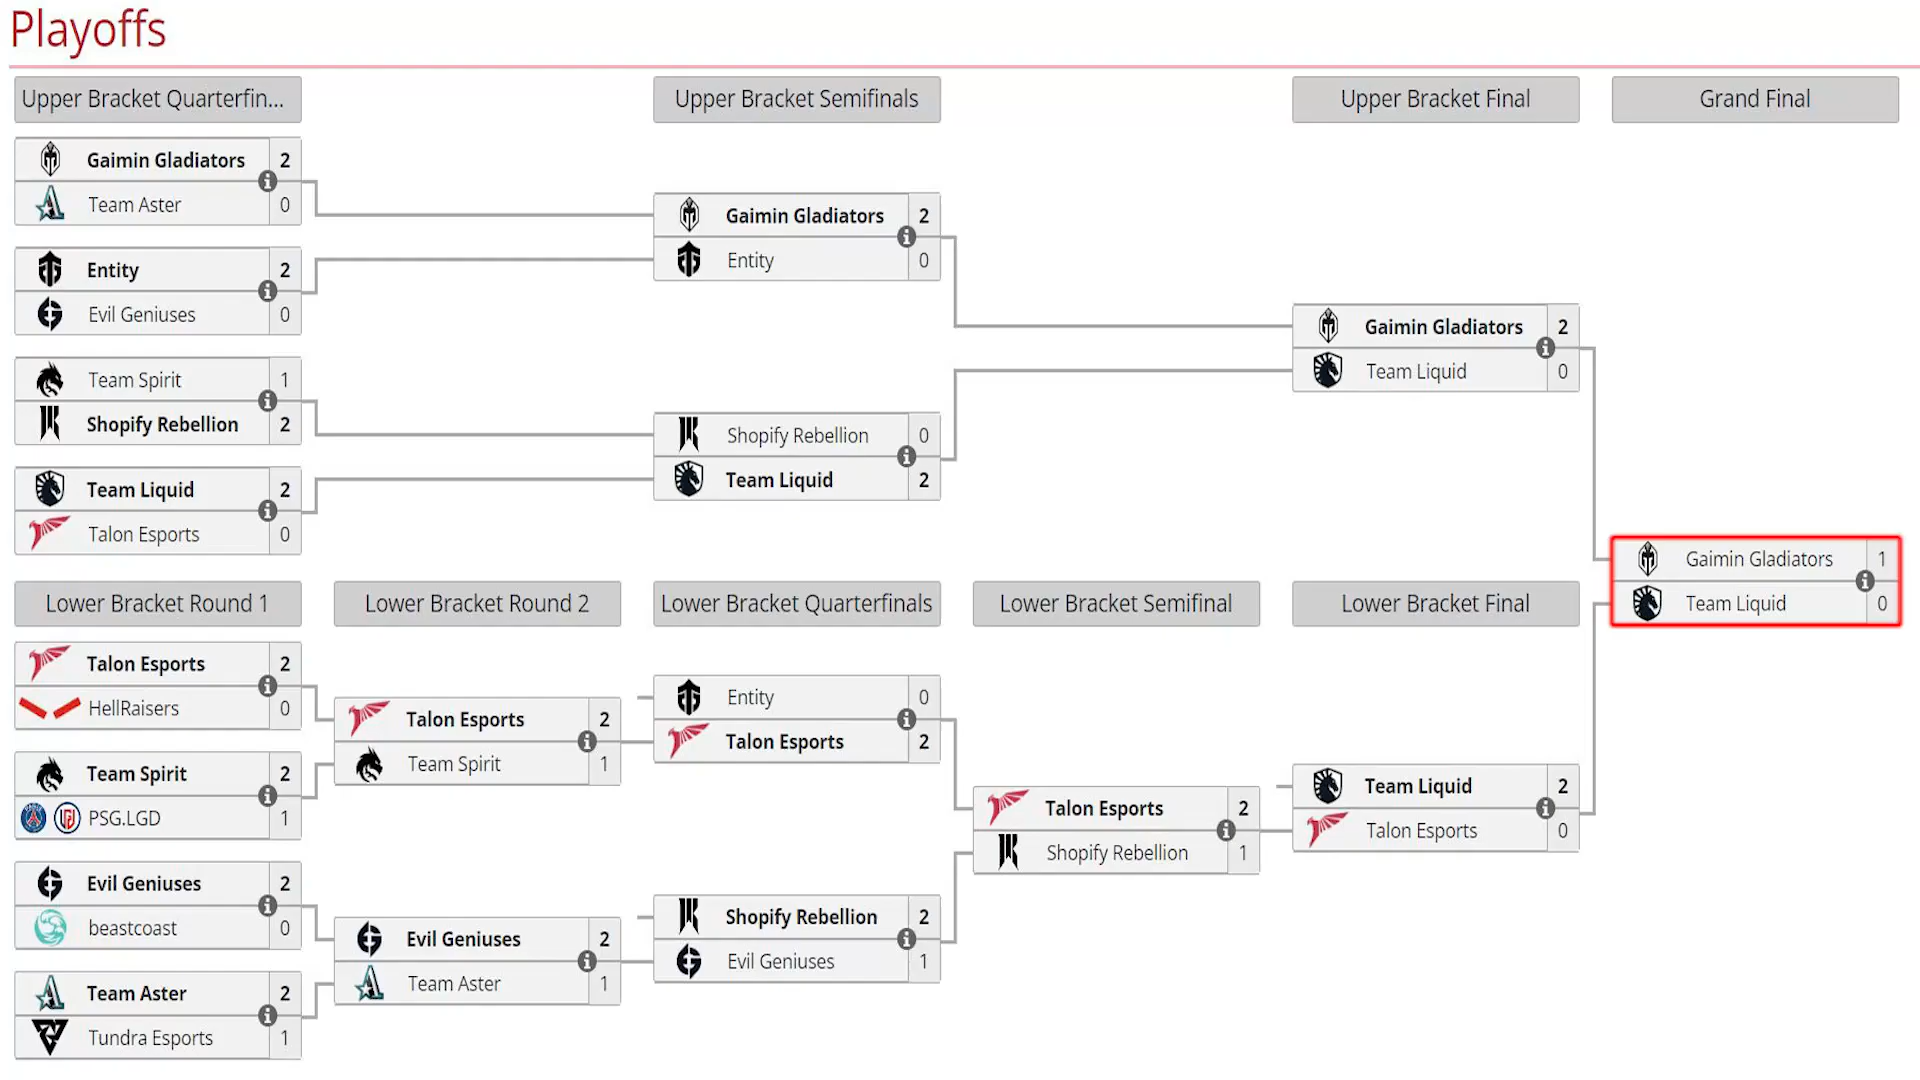 Playoffs
Upper Bracket Quarterfin...
Upper Bracket Semifinals
Upper Bracket Final
Grand Final
Gaimin Gladiators 2
Team Aster 0
Entity 2
Evil Geniuses 0
Team Spirit 1
Shopify Rebellion 2
Team Liquid 2
Talon Esports 0
Gaimin Gladiators 2
Entity 0
Shopify Rebellion 0
Team Liquid 2
Gaimin Gladiators 2
Team Liquid 0
Gaimin Gladiators 1
Team Liquid 0
Lower Bracket Round 1
Lower Bracket Round 2
Lower Bracket Quarterfinals
Lower Bracket Semifinal
Lower Bracket Final
Talon Esports 2
HellRaisers 0
Team Spirit 2
PSG.LGD 1
Evil Geniuses 2
beastcoast 0
Team Aster 2
Tundra Esports 1
Talon Esports 2
Team Spirit 1
Evil Geniuses 2
Team Aster 1
Entity 0
Talon Esports 2
Shopify Rebellion 2
Evil Geniuses 1
Talon Esports 2
Shopify Rebellion 1
Team Liquid 2
Talon Esports 0